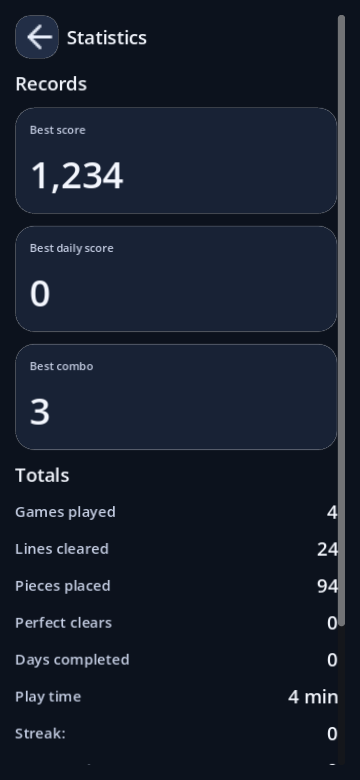 Statistics
Records
Best score
1,234
Best daily score
0
Best combo
3
Totals
Games played 4
Lines cleared 24
Pieces placed 94
Perfect clears 0
Days completed 0
Play time 4 min
Streak: 0